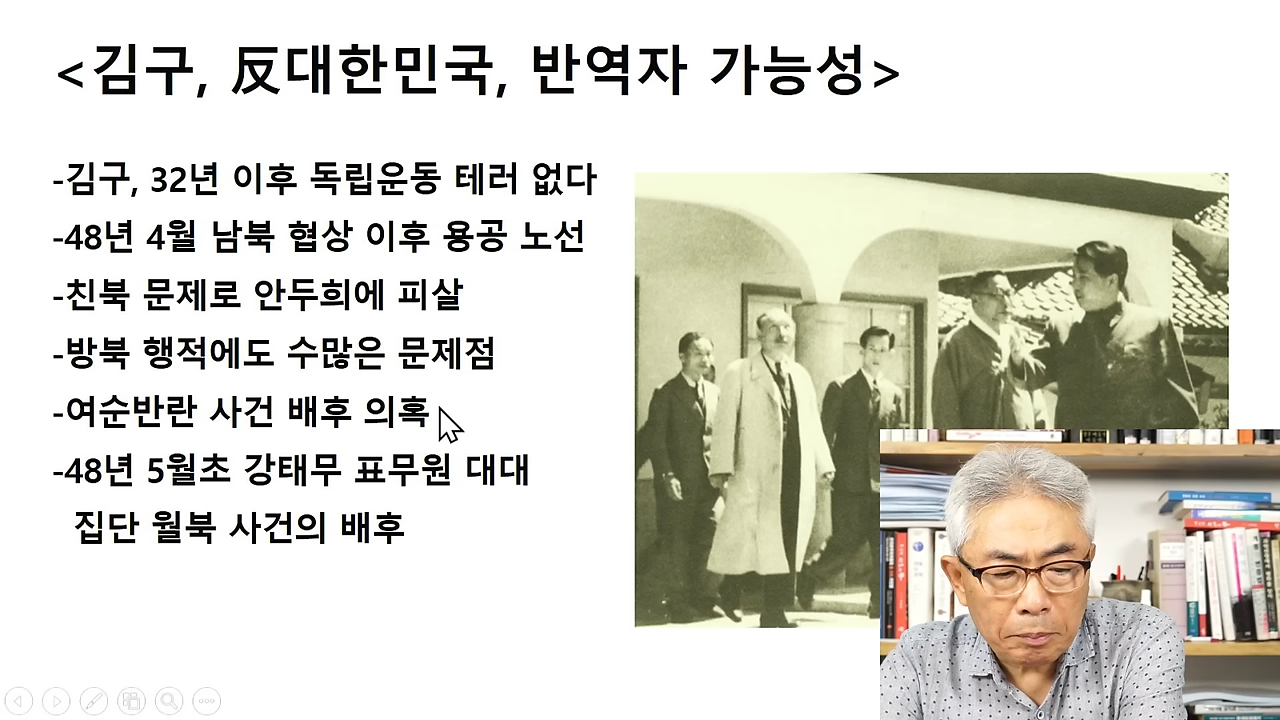 <김구, 反대한민국, 반역자 가능성>
-김구, 32년 이후 독립운동 테러 없다
-48년 4월 남북 협상 이후 용공 노선
-친북 문제로 안두희에 피살
-방북 행적에도 수많은 문제점
-여순반란 사건 배후 의혹
-48년 5월초 강태무 표무원 대대
집단 월북 사건의 배후